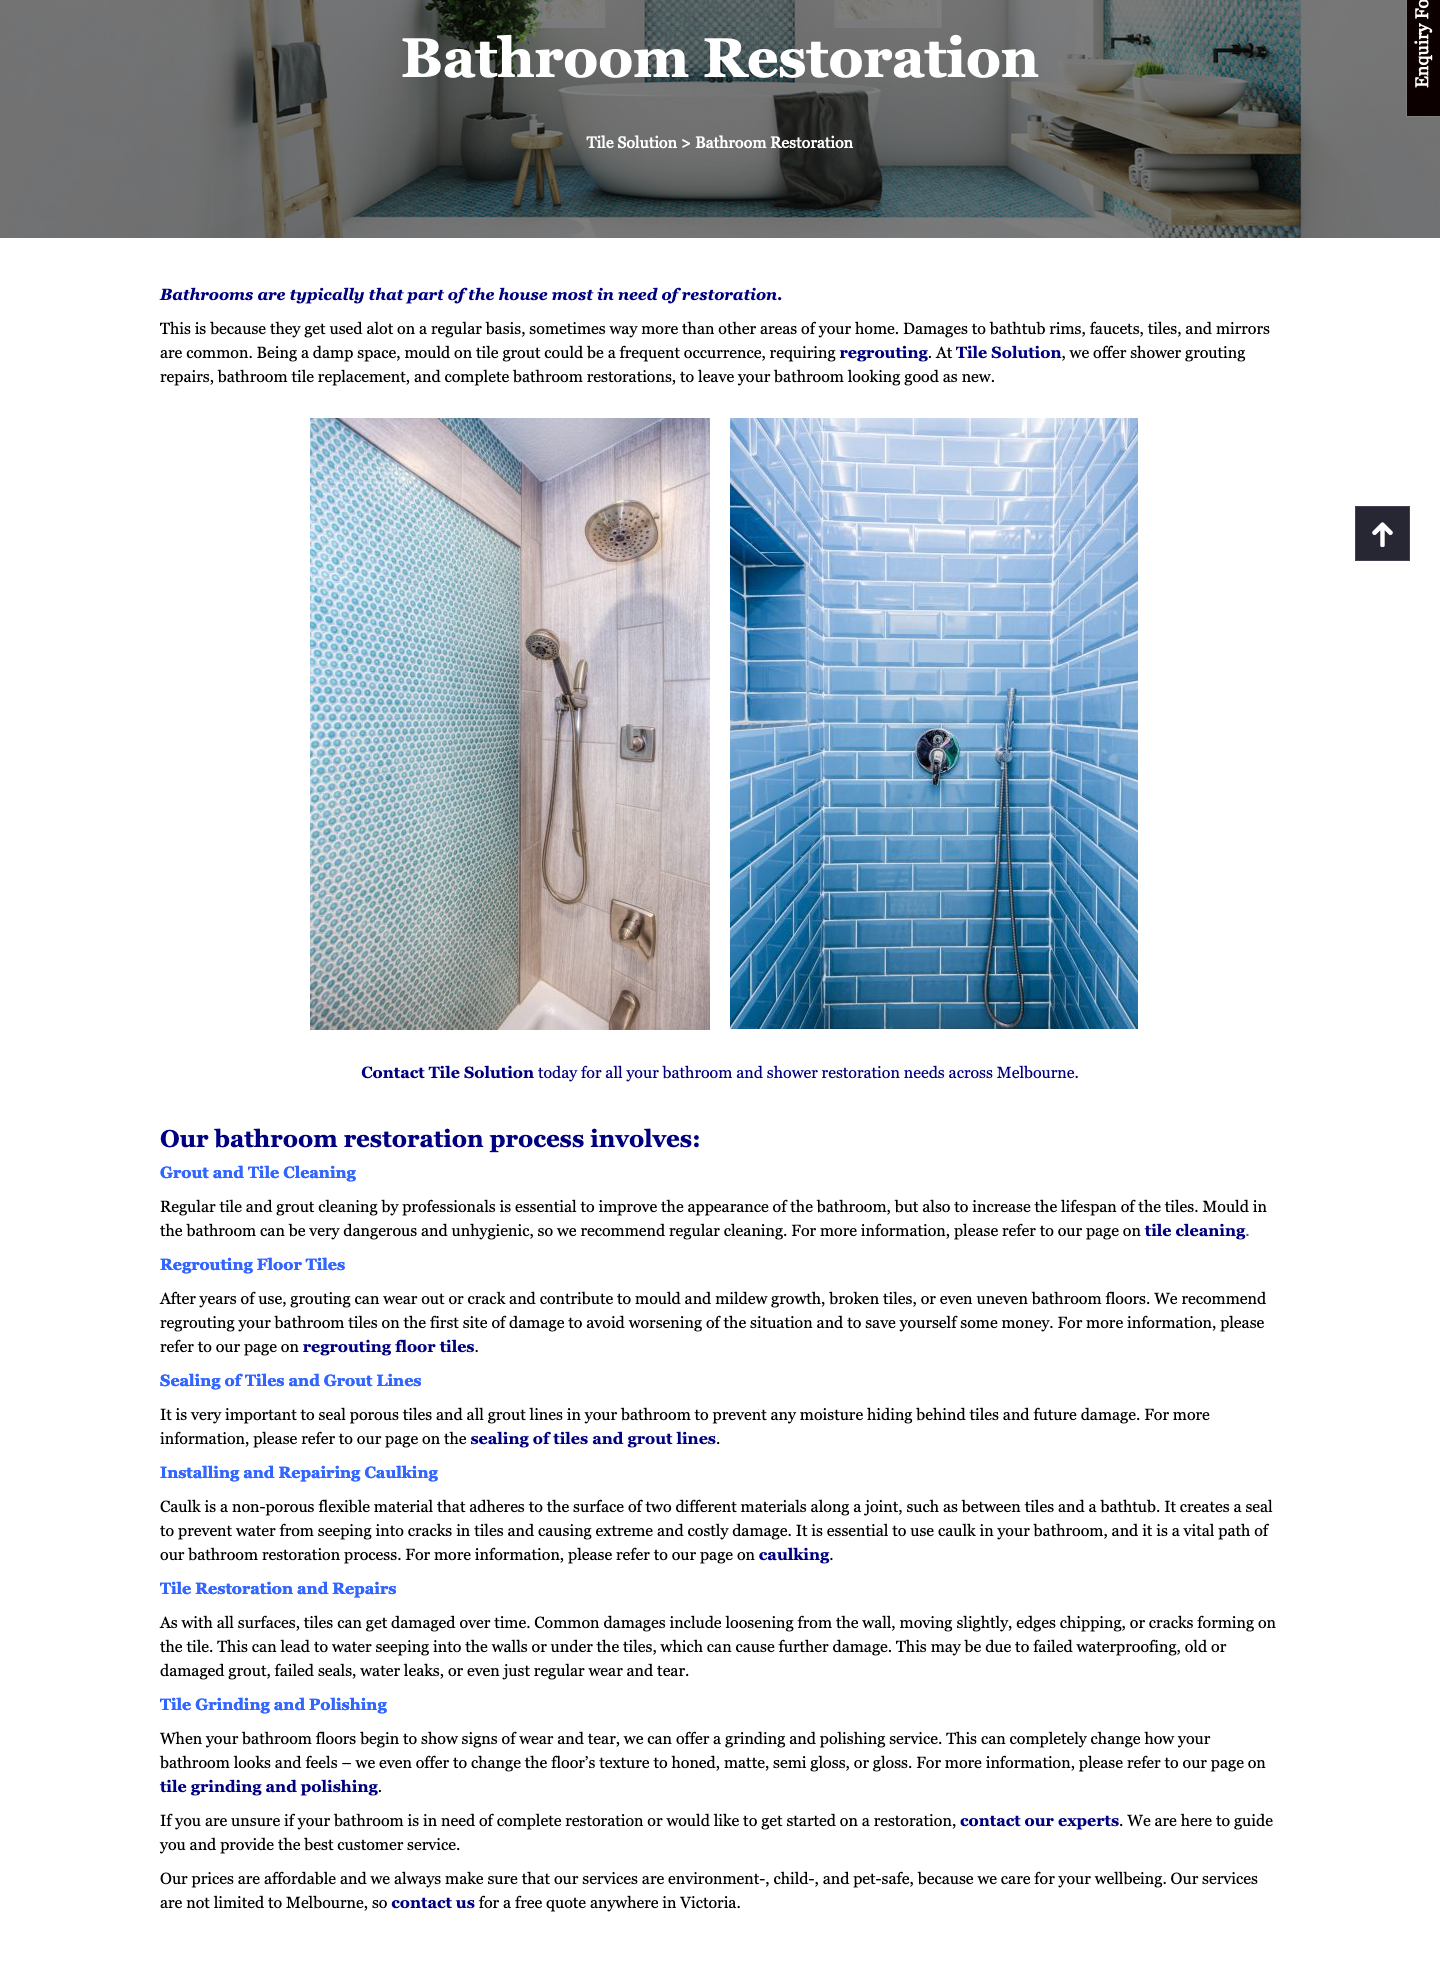 Bathroom Restoration
Enquiry Fo
Tile Solution > Bathroom Restoration
Bathrooms are typically that part of the house most in need of restoration.
This is because they get used alot on a regular basis, sometimes way more than other areas of your home. Damages to bathtub rims, faucets, tiles, and mirrors
are common. Being a damp space, mould on tile grout could be a frequent occurrence, requiring regrouting. At Tile Solution, we offer shower grouting
repairs, bathroom tile replacement, and complete bathroom restorations, to leave your bathroom looking good as new.
Contact Tile Solution today for all your bathroom and shower restoration needs across Melbourne.
Our bathroom restoration process involves:
Grout and Tile Cleaning
Regular tile and grout cleaning by professionals is essential to improve the appearance of the bathroom, but also to increase the lifespan of the tiles. Mould in
the bathroom can be very dangerous and unhygienic, so we recommend regular cleaning. For more information, please refer to our page on tile cleaning.
Regrouting Floor Tiles
After years of use, grouting can wear out or crack and contribute to mould and mildew growth, broken tiles, or even uneven bathroom floors. We recommend
regrouting your bathroom tiles on the first site of damage to avoid worsening of the situation and to save yourself some money. For more information, please
refer to our page on regrouting floor tiles.
Sealing of Tiles and Grout Lines
It is very important to seal porous tiles and all grout lines in your bathroom to prevent any moisture hiding behind tiles and future damage. For more
information, please refer to our page on the sealing of tiles and grout lines.
Installing and Repairing Caulking
Caulk is a non-porous flexible material that adheres to the surface of two different materials along a joint, such as between tiles and a bathtub. It creates a seal
to prevent water from seeping into cracks in tiles and causing extreme and costly damage. It is essential to use caulk in your bathroom, and it is a vital path of
our bathroom restoration process. For more information, please refer to our page on caulking.
Tile Restoration and Repairs
As with all surfaces, tiles can get damaged over time. Common damages include loosening from the wall, moving slightly, edges chipping, or cracks forming on
the tile. This can lead to water seeping into the walls or under the tiles, which can cause further damage. This may be due to failed waterproofing, old or
damaged grout, failed seals, water leaks, or even just regular wear and tear.
Tile Grinding and Polishing
When your bathroom floors begin to show signs of wear and tear, we can offer a grinding and polishing service. This can completely change how your
bathroom looks and feels – we even offer to change the floor’s texture to honed, matte, semi gloss, or gloss. For more information, please refer to our page on
tile grinding and polishing.
If you are unsure if your bathroom is in need of complete restoration or would like to get started on a restoration, contact our experts. We are here to guide
you and provide the best customer service.
Our prices are affordable and we always make sure that our services are environment-, child-, and pet-safe, because we care for your wellbeing. Our services
are not limited to Melbourne, so contact us for a free quote anywhere in Victoria.